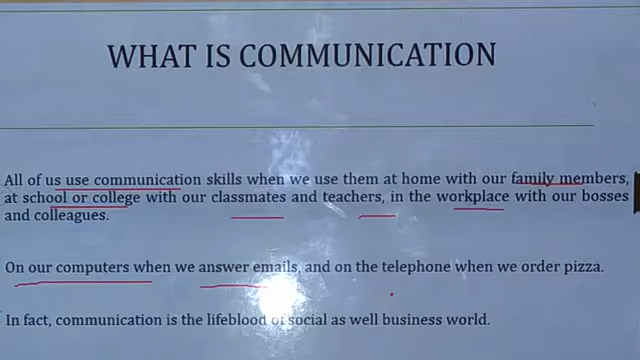 WHAT IS COMMUNICATION
All of us use communication skills when we use them at home with our family members,
at school or college with our classmates and teachers, in the workplace with our bosses
and colleagues.
On our computers when we answer emails, and on the telephone when we order pizza.
In fact, communication is the lifeblood of social as well business world.